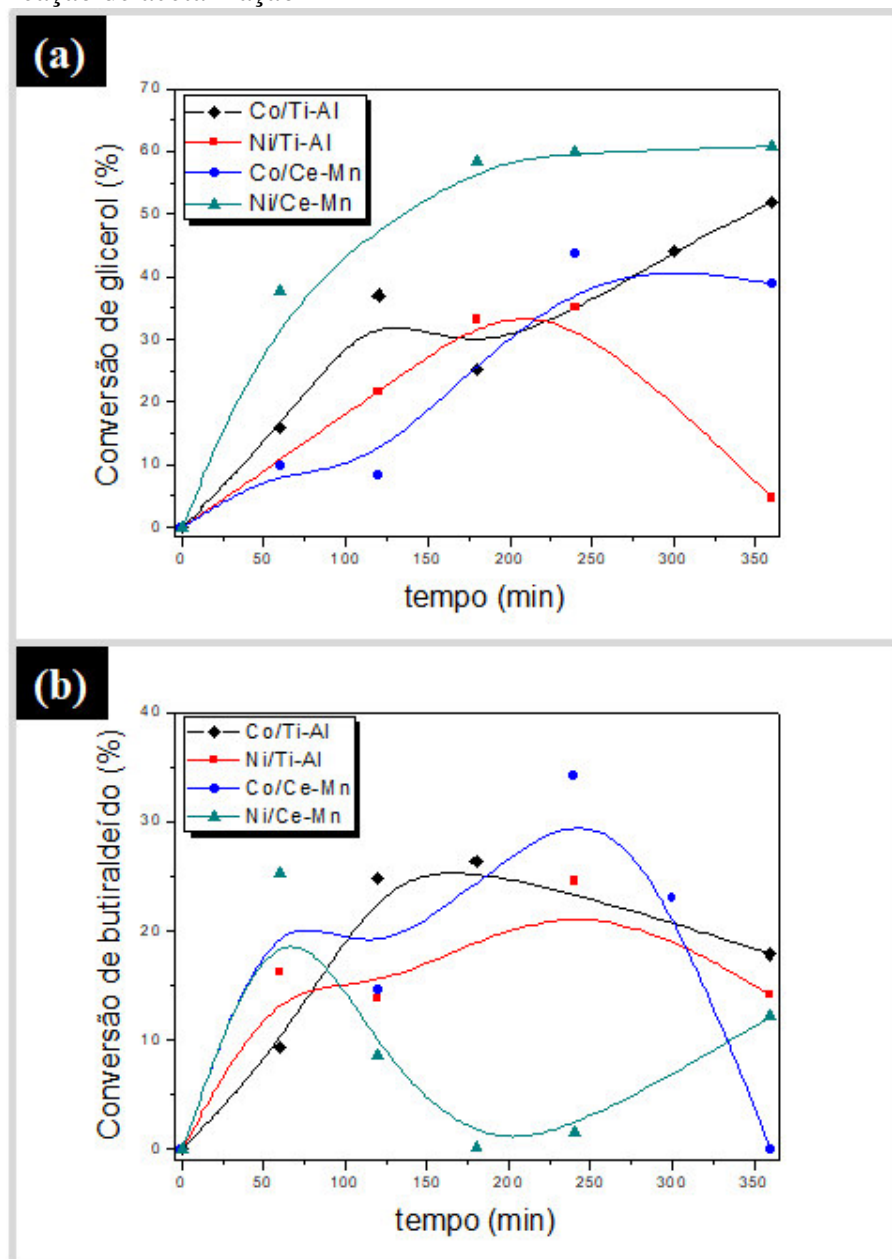 (a)
70
60
50
40
30
20
10
0
Conversão de glicerol (%)
Co/Ti-Al
Ni/Ti-Al
Co/Ce-Mn
Ni/Ce-Mn
0 50 100 150 200 250 300 350
tempo (min)
(b)
40
30
20
10
0
Conversão de butiraldeído (%)
Co/Ti-Al
Ni/Ti-Al
Co/Ce-Mn
Ni/Ce-Mn
0 50 100 150 200 250 300 350
tempo (min)